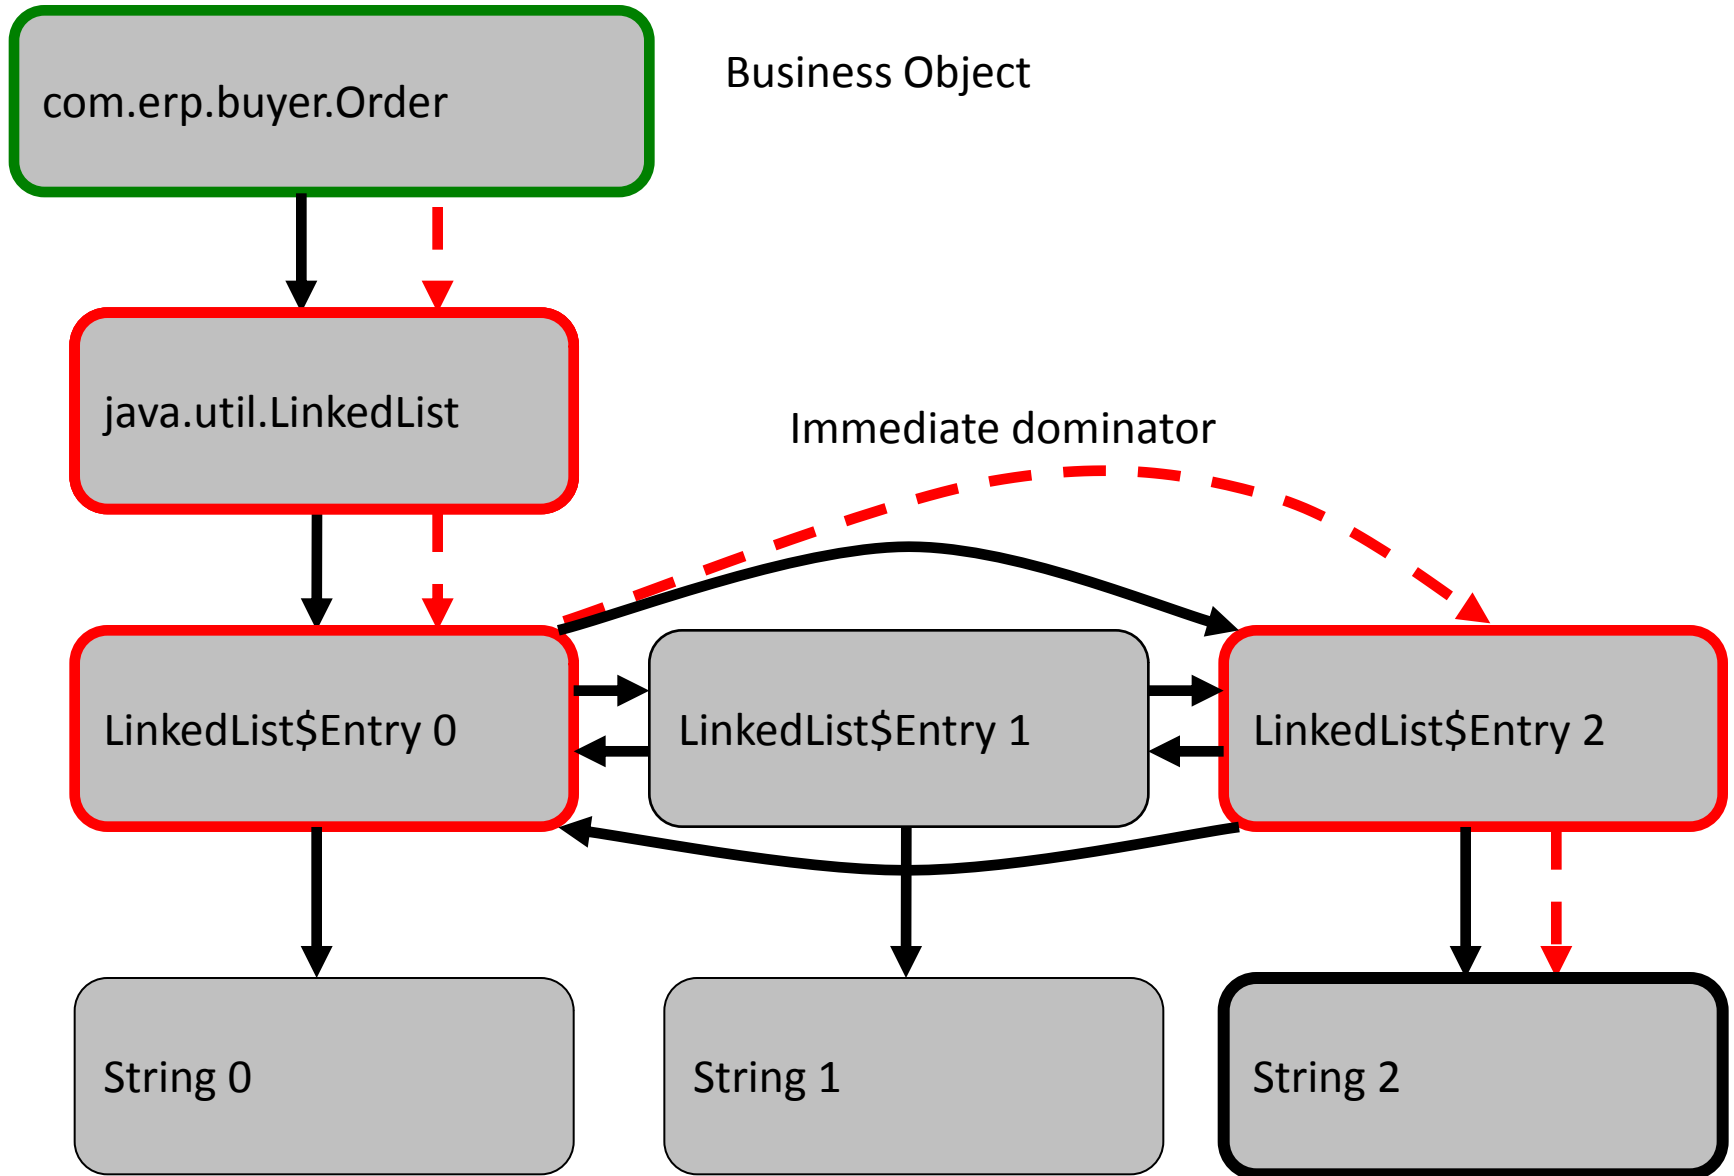 com.erp.buyer.Order
Business Object
java.util.LinkedList
Immediate dominator
LinkedList$Entry 0
LinkedList$Entry 1
LinkedList$Entry 2
String 0
String 1
String 2